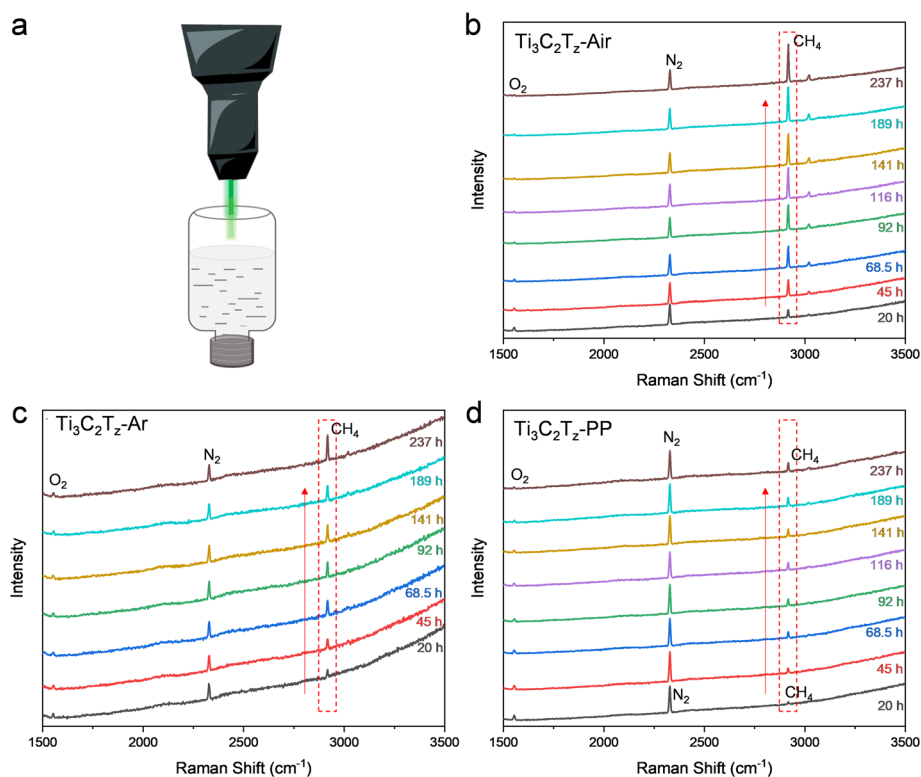 a
b
Ti₃C₂T_z-Air
CH₄
N₂
O₂
237 h
189 h
141 h
116 h
92 h
68.5 h
45 h
20 h
Intensity
1500 2000 2500 3000 3500
Raman Shift (cm⁻¹)
c
Ti₃C₂T_z-Ar
CH₄
N₂
O₂
237 h
189 h
141 h
92 h
68.5 h
45 h
20 h
Intensity
1500 2000 2500 3000 3500
Raman Shift (cm⁻¹)
d
Ti₃C₂T_z-PP
N₂
CH₄
O₂
237 h
189 h
141 h
116 h
92 h
68.5 h
45 h
N₂
CH₄
20 h
Intensity
1500 2000 2500 3000 3500
Raman Shift (cm⁻¹)